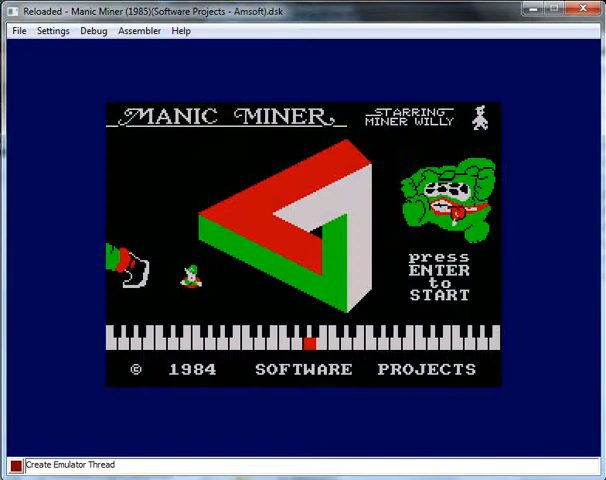 Reloaded - Manic Miner (1985)(Software Projects - Amsoft).dsk
File Settings Debug Assembler Help
MANIC MINER
STARRING
MINER WILLY
press
ENTER
to
START
© 1984 SOFTWARE PROJECTS
Create Emulator Thread